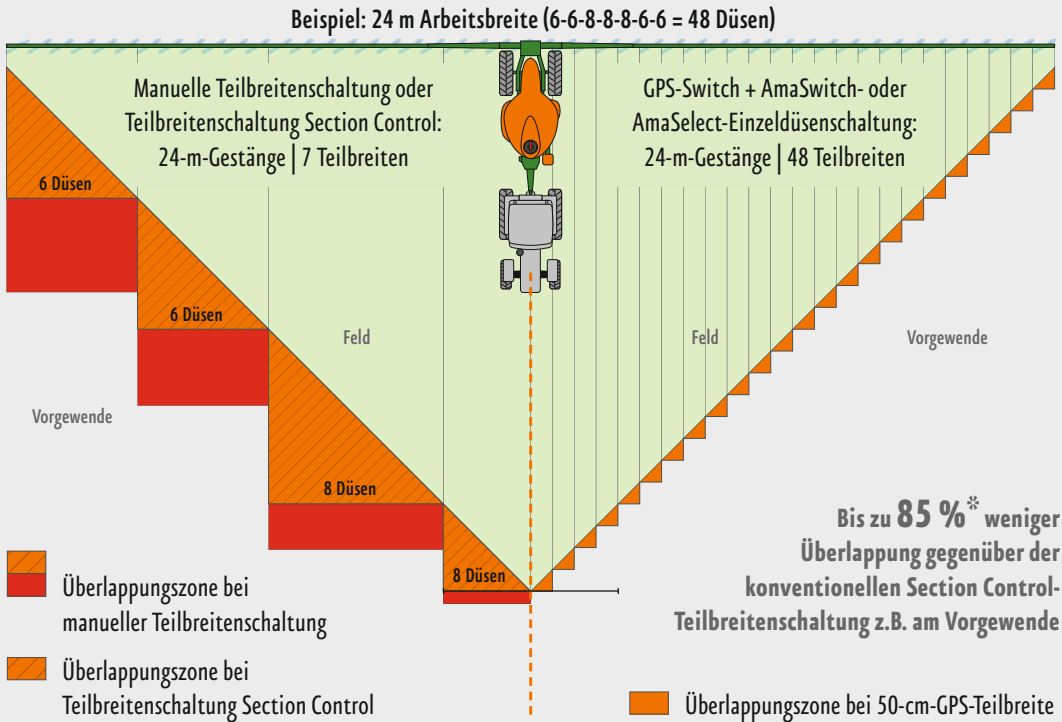 Beispiel: 24 m Arbeitsbreite (6-6-8-8-8-6-6 = 48 Düsen)
Manuelle Teilbreitenschaltung oder
Teilbreitenschaltung Section Control:
24-m-Gestänge | 7 Teilbreiten
GPS-Switch + AmaSwitch- oder
AmaSelect-Einzeldüsenschaltung:
24-m-Gestänge | 48 Teilbreiten
6 Düsen
6 Düsen
Feld
Feld
Vorgewende
Vorgewende
8 Düsen
8 Düsen
Bis zu 85 %* weniger
Überlappung gegenüber der
konventionellen Section Control-
Teilbreitenschaltung z.B. am Vorgewende
Überlappungszone bei
manueller Teilbreitenschaltung
Überlappungszone bei
Teilbreitenschaltung Section Control
Überlappungszone bei 50-cm-GPS-Teilbreite